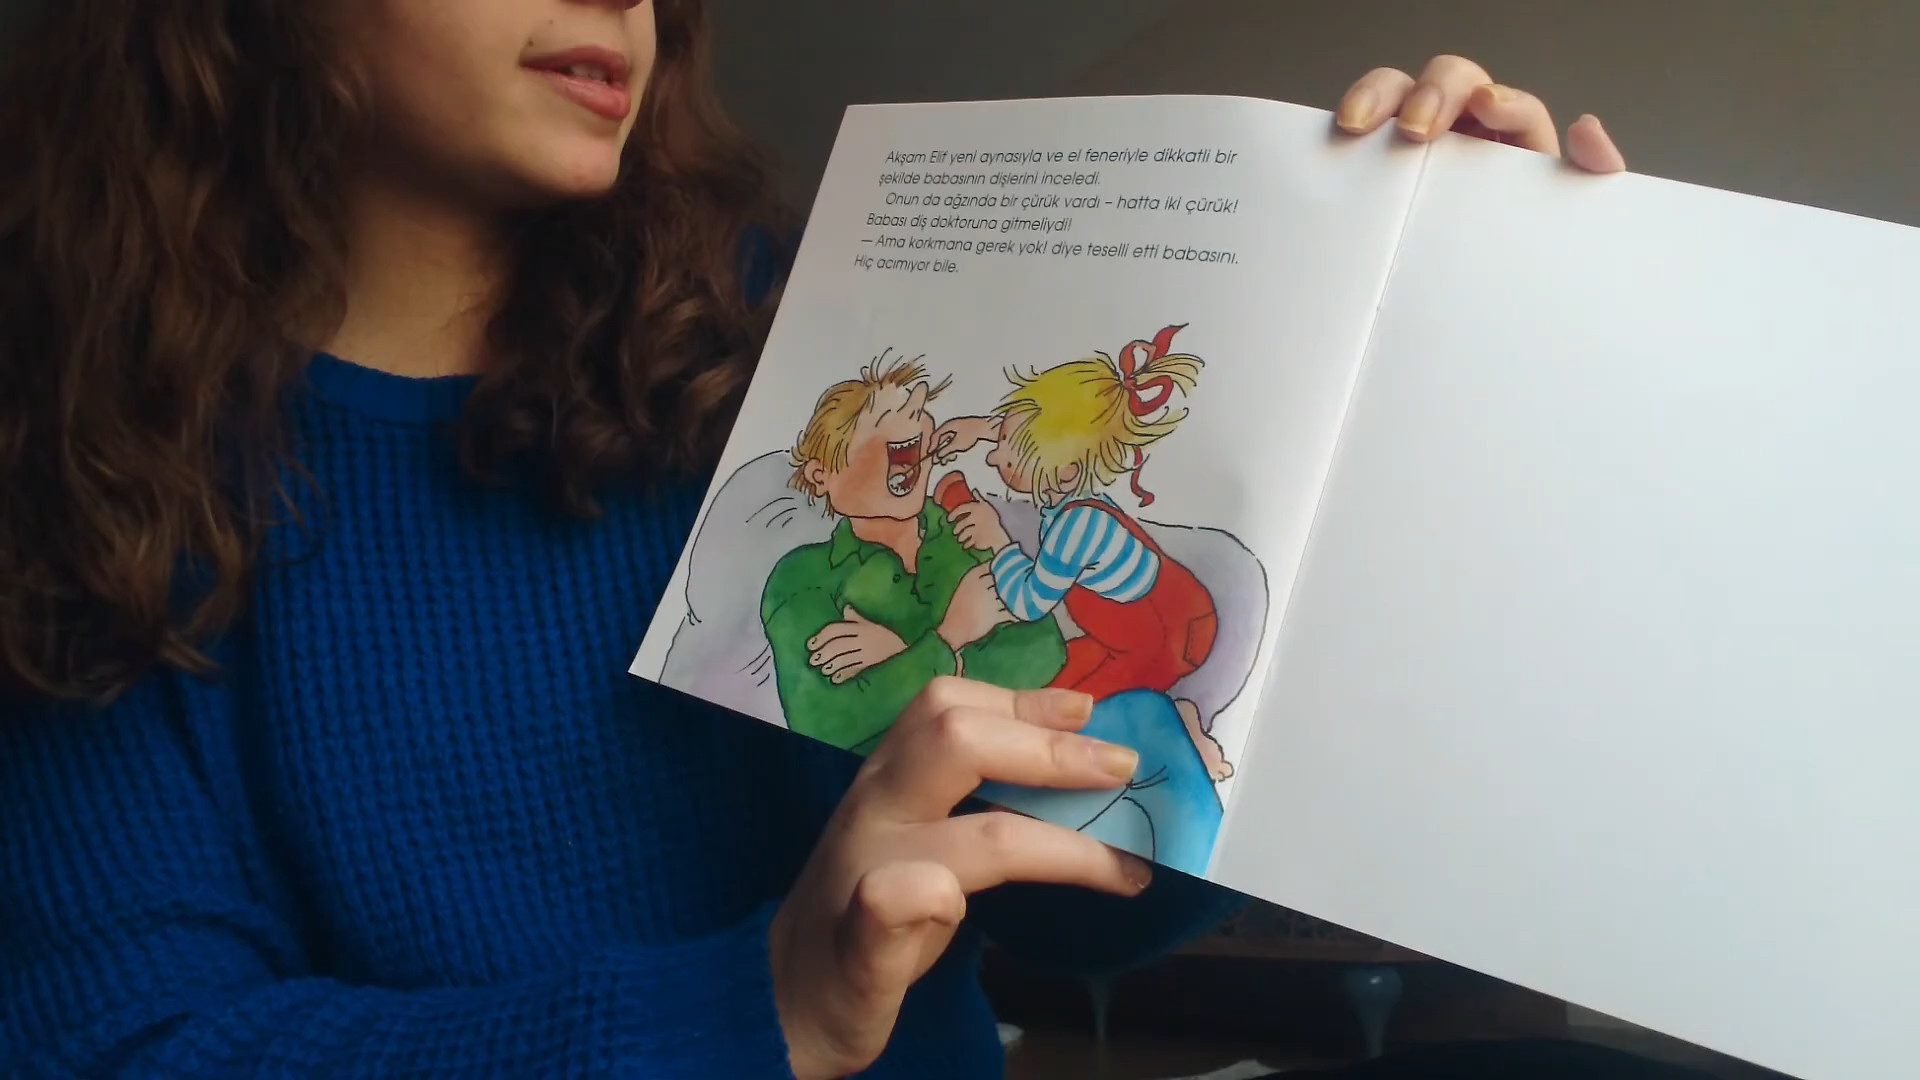 Akşam Elif yeni aynasıyla ve el feneriyle dikkatli bir
şekilde babasının dişlerini inceledi.
Onun da ağzında bir çürük vardı – hatta iki çürük!
Babası diş doktoruna gitmeliydi!
— Ama korkmana gerek yok! diye teselli etti babasını.
Hiç acımıyor bile.